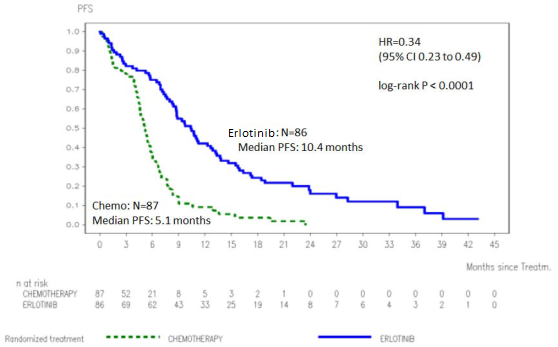 PFS
HR=0.34
(95% CI 0.23 to 0.49)
log-rank P < 0.0001
1.0
0.9
0.8
0.7
0.6
0.5
0.4
0.3
0.2
0.1
0.0
Erlotinib: N=86
Median PFS: 10.4 months
Chemo: N=87
Median PFS: 5.1 months
0 3 6 9 12 15 18 21 24 27 30 33 36 39 42 45
Months since Treatm.
n at risk
CHEMOTHERAPY 87 52 21 8 5 3 2 1 0 0 0 0 0 0 0 0
ERLOTINIB 86 69 62 43 33 25 19 14 8 7 6 4 3 2 1 0
Randomized treatment CHEMOTHERAPY ERLOTINIB